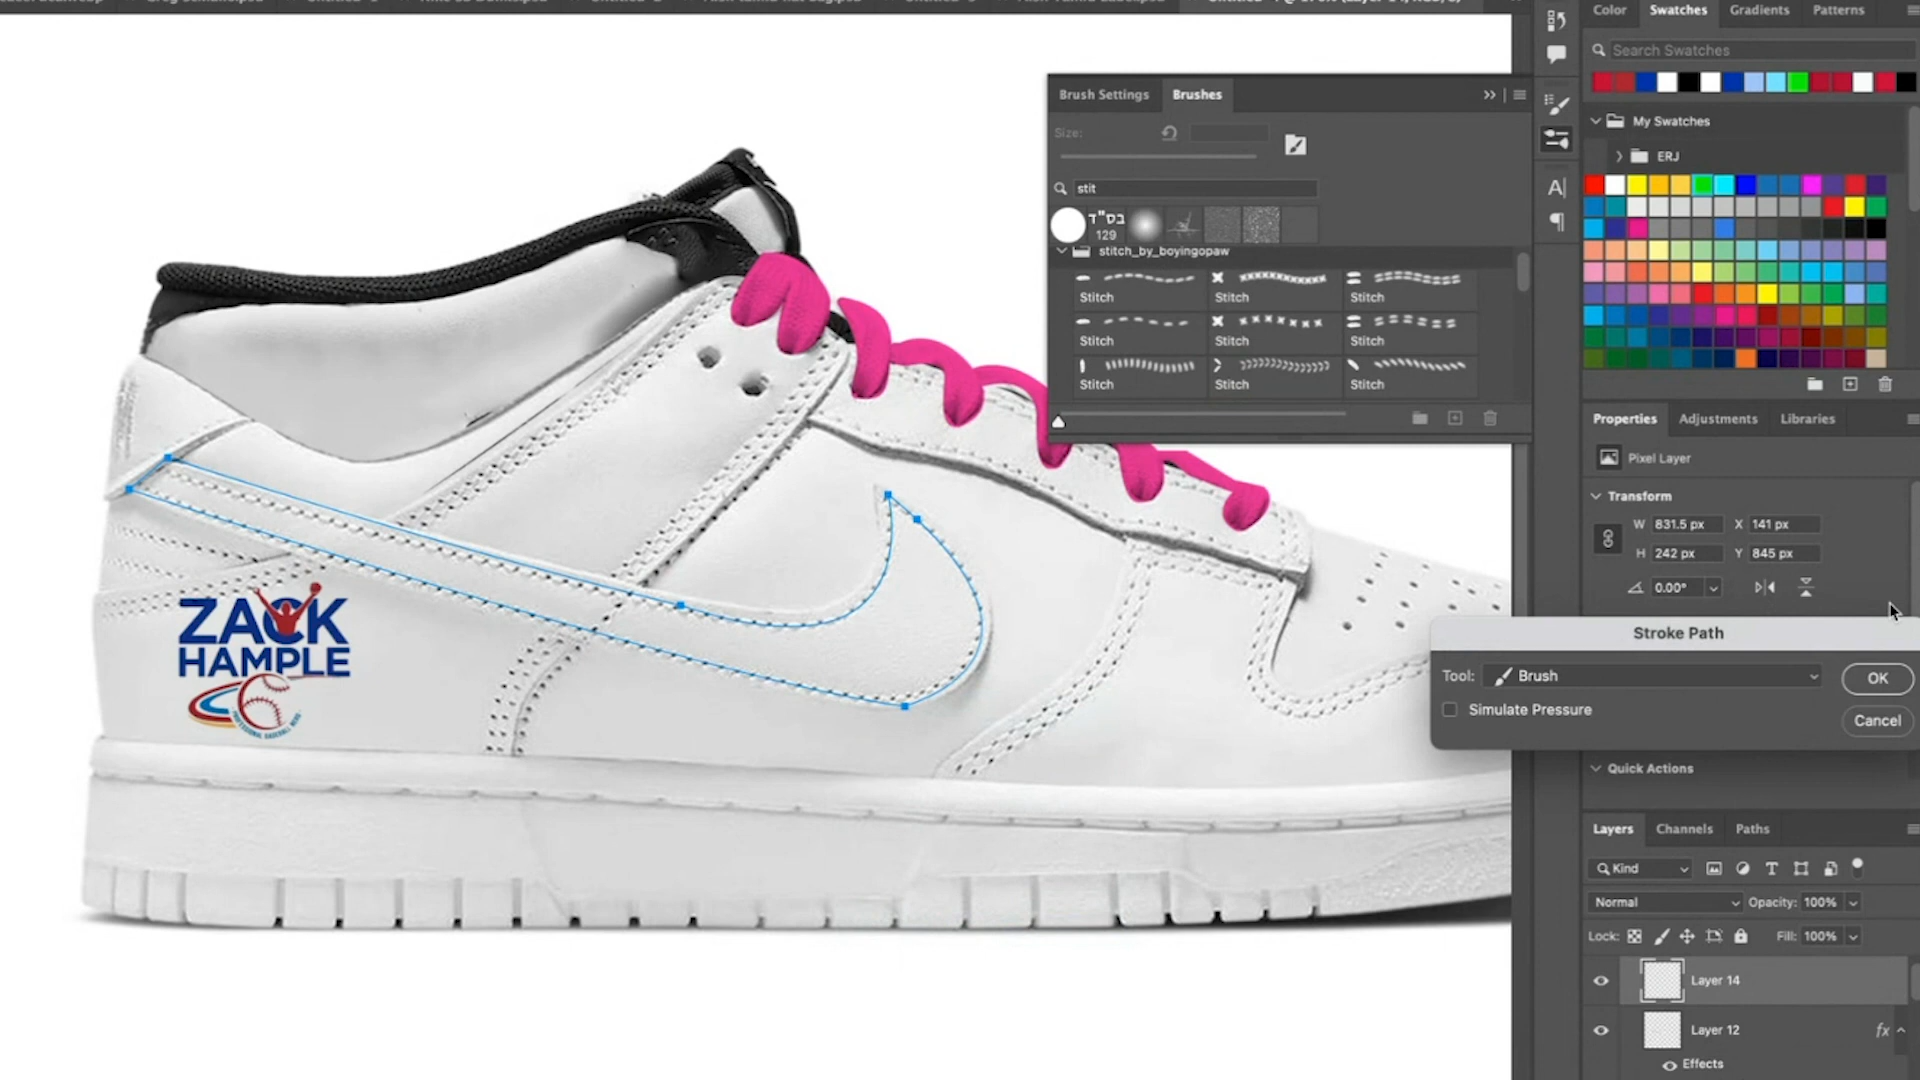 Color Swatches Gradients Patterns
Search Swatches
My Swatches
ERJ
Brush Settings Brushes
Size:
stit
בס"ד
129
stitch_by_boyingopaw
Stitch Stitch Stitch
Stitch Stitch Stitch
Stitch Stitch Stitch
Properties Adjustments Libraries
Pixel Layer
Transform
W 831.5 px X 141 px
H 242 px Y 845 px
0.00°
Stroke Path
Tool: Brush OK
Simulate Pressure
Cancel
Quick Actions
Layers Channels Paths
Kind
Normal Opacity: 100%
Lock: Fill: 100%
Layer 14
Layer 12 fx
Effects
ZACK
HAMPLE